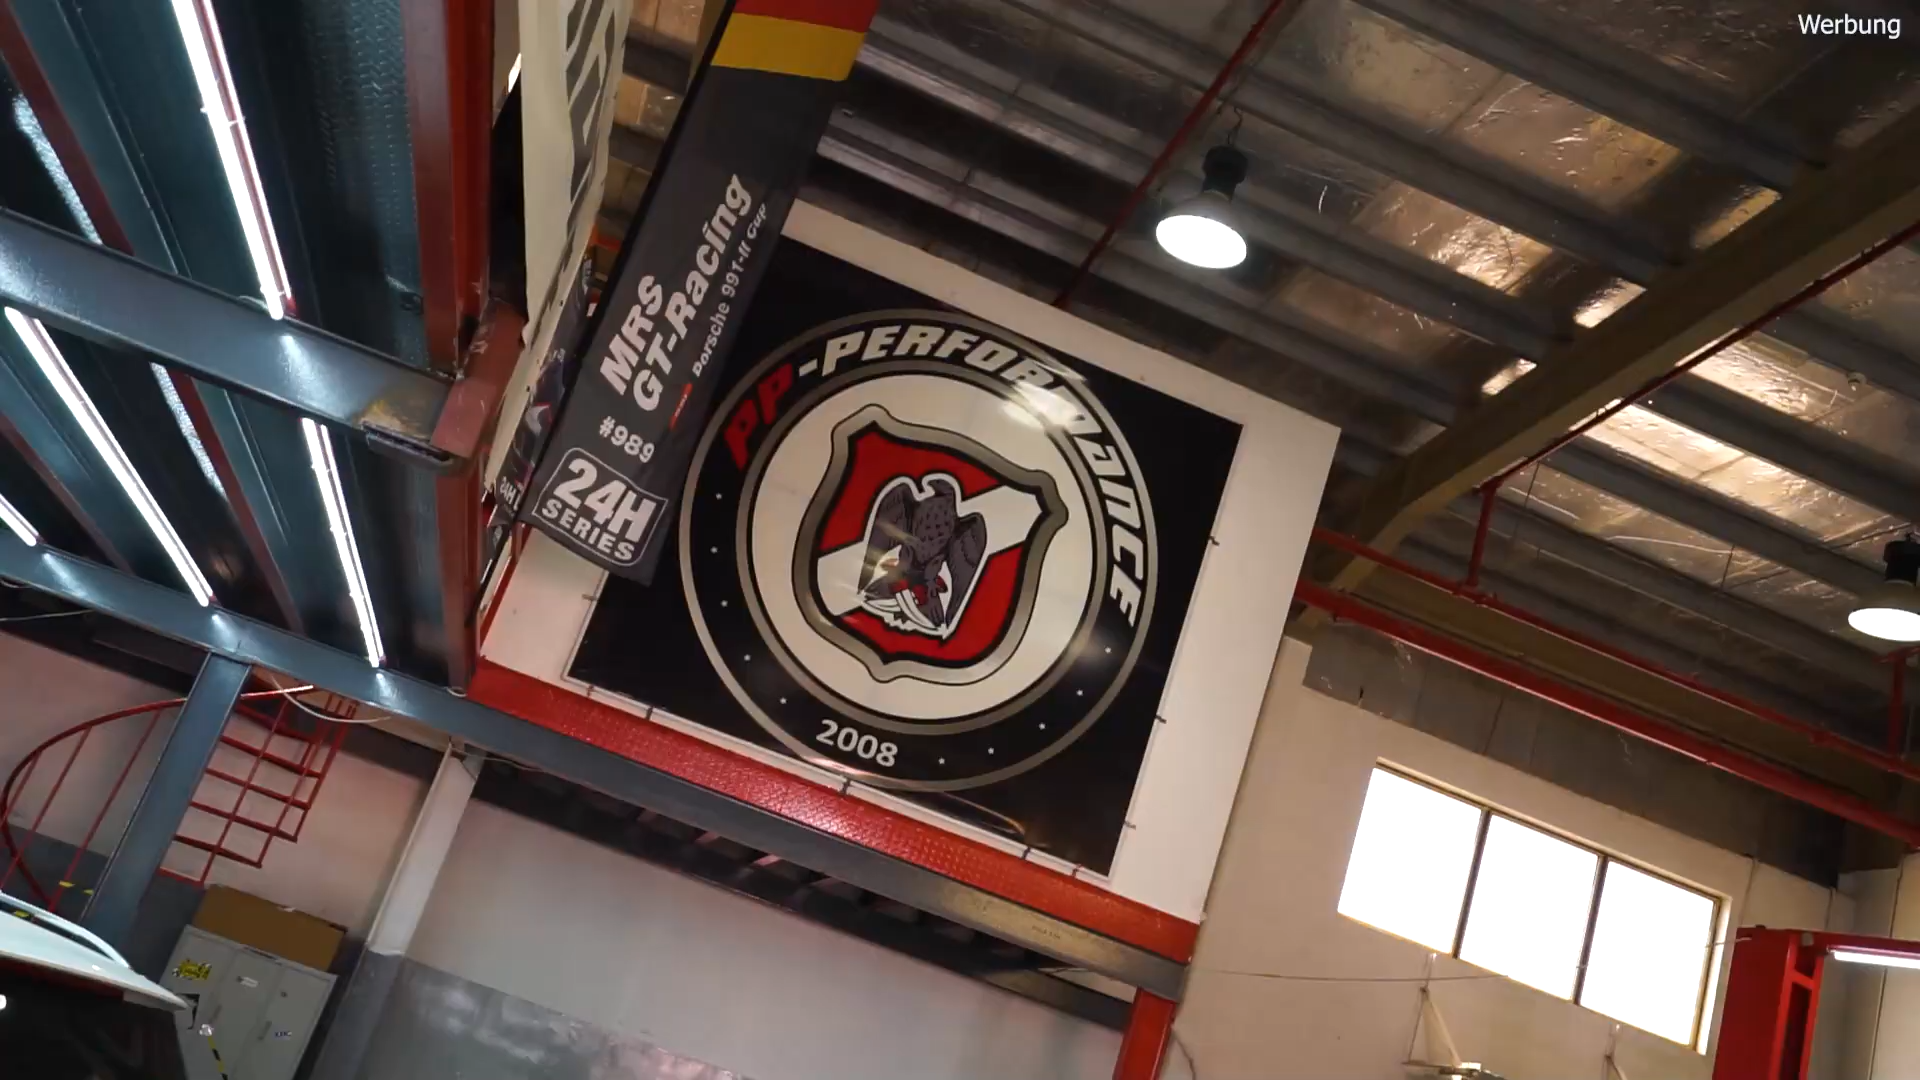 Werbung
MRS
GT-Racing
Porsche 991-II Cup
#989
24H
SERIES
PP-PERFORMANCE
2008